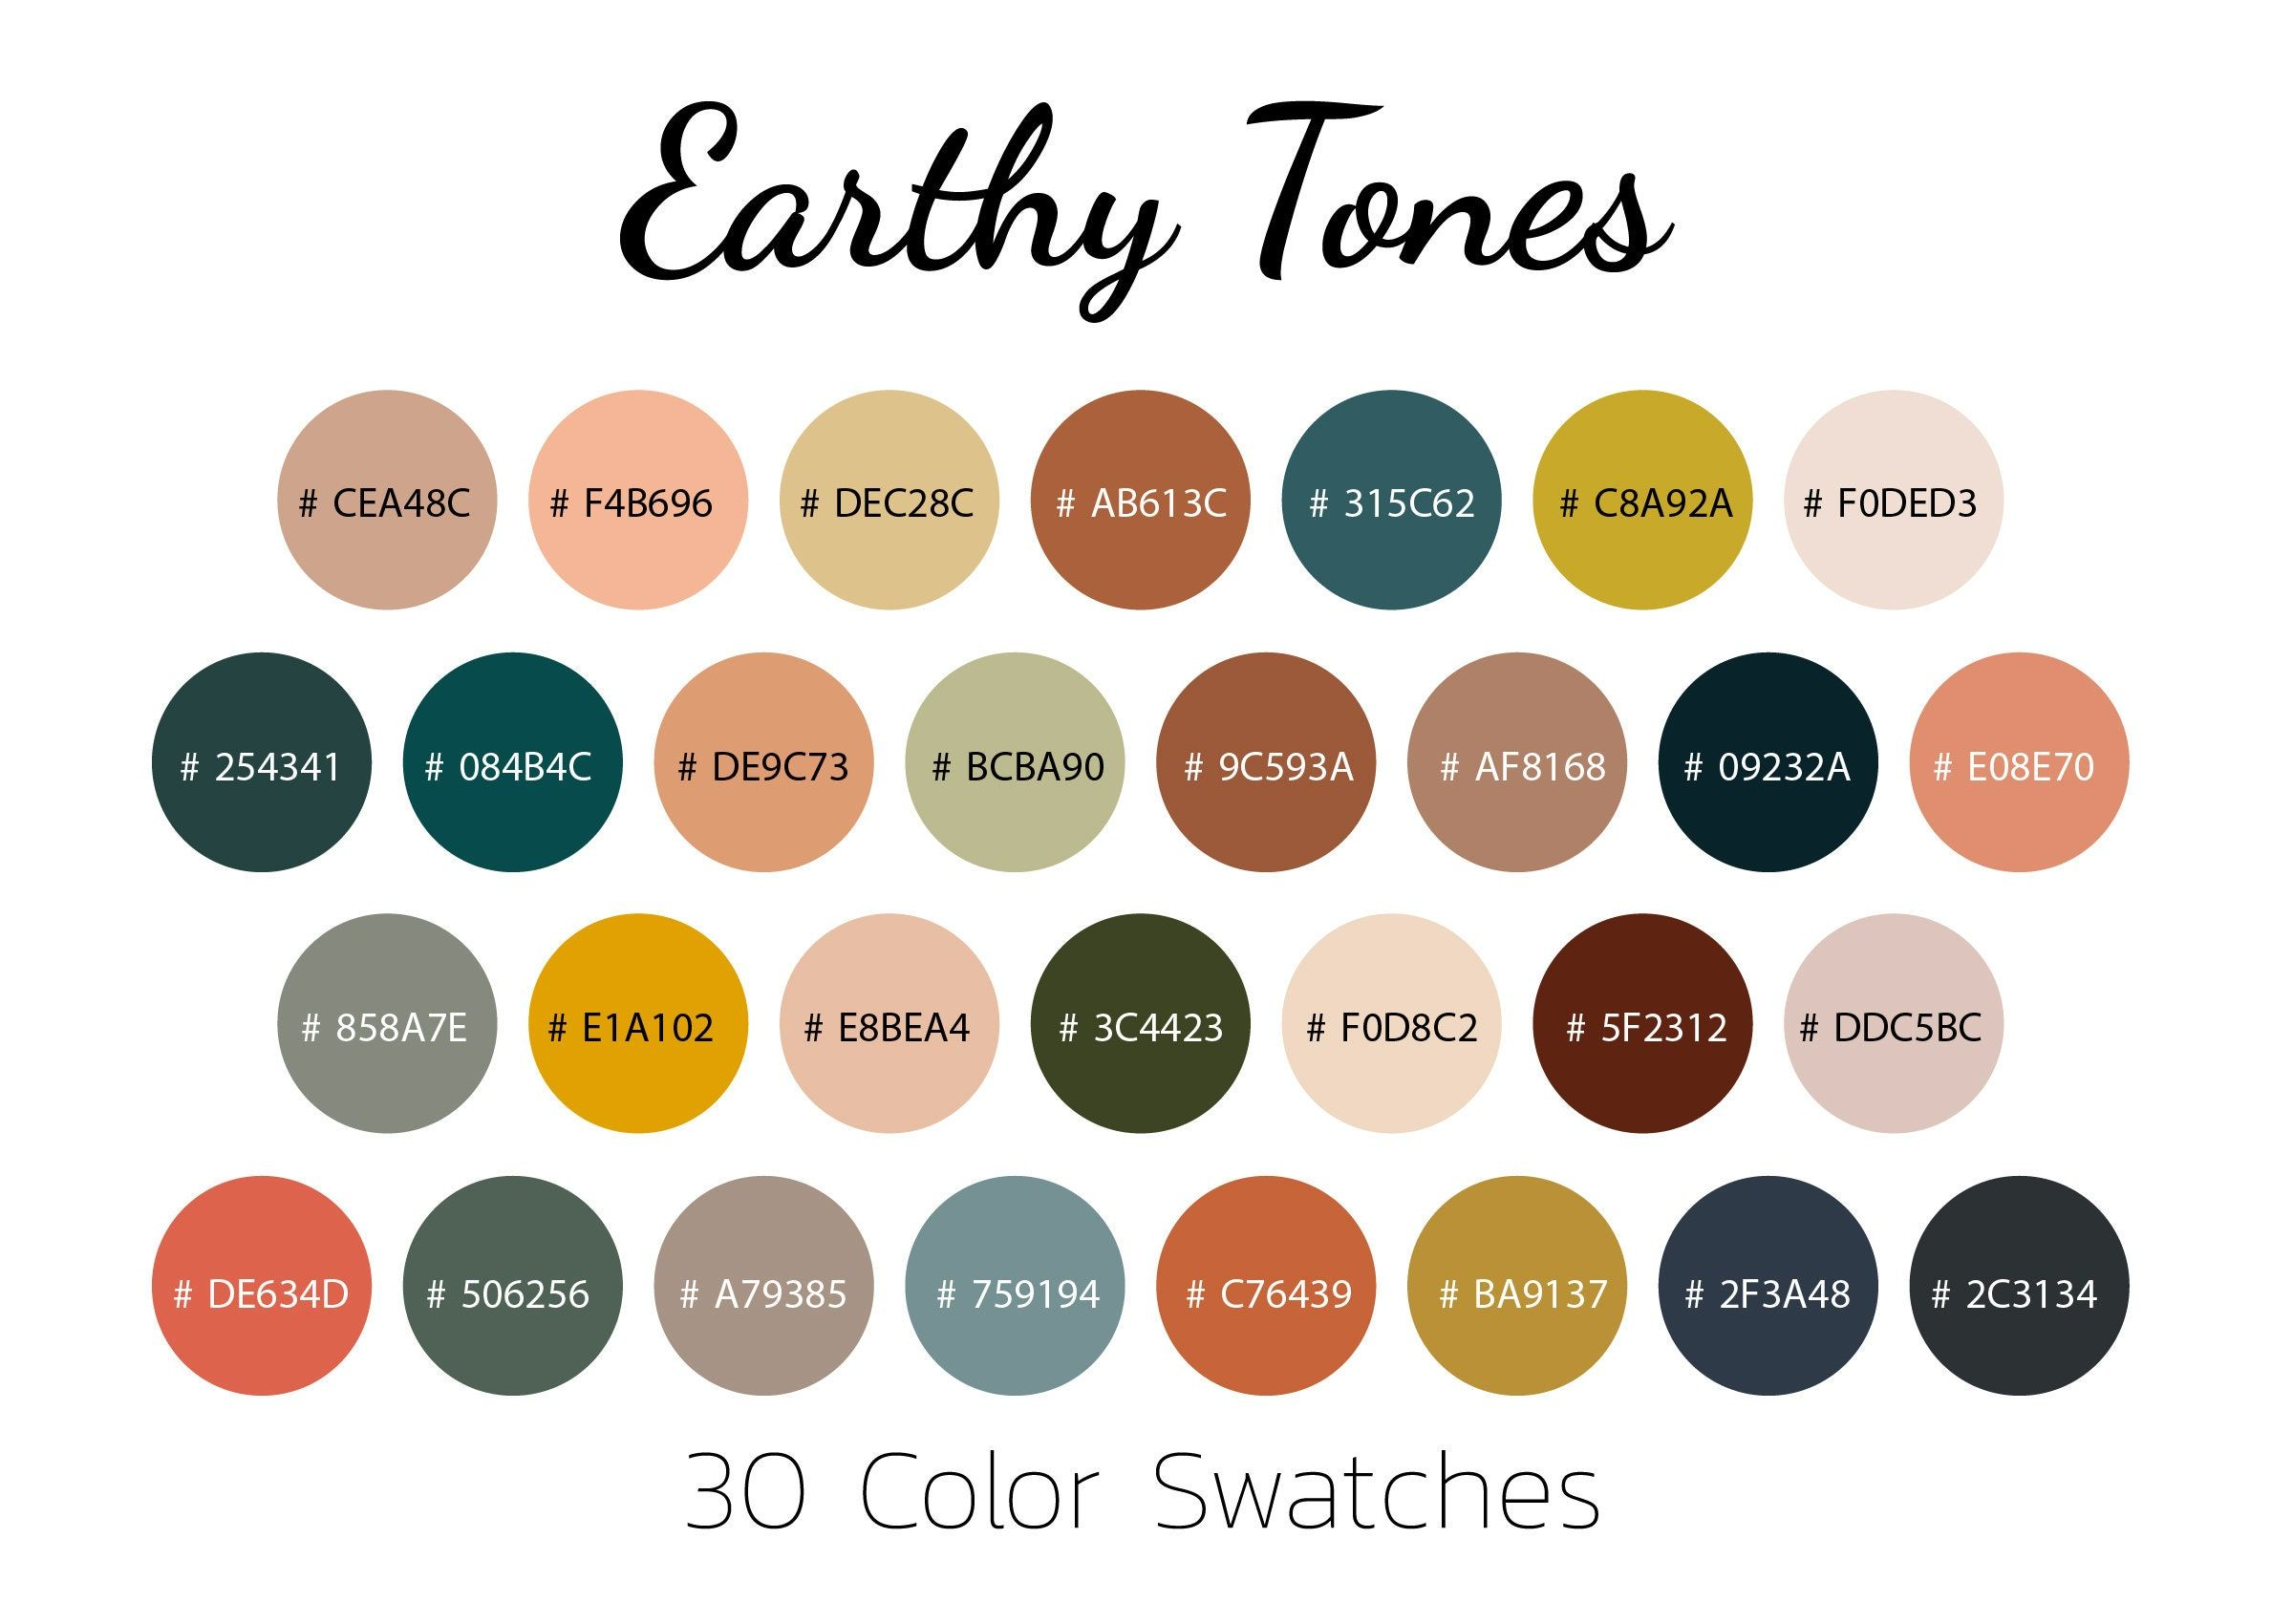 Earthy Tones
# CEA48C # F4B696 # DEC28C # AB613C # 315C62 # C8A92A # F0DED3
# 254341 # 084B4C # DE9C73 # BCBA90 # 9C593A # AF8168 # 09232A # E08E70
# 858A7E # E1A102 # E8BEA4 # 3C4423 # F0D8C2 # 5F2312 # DDC5BC
# DE634D # 506256 # A79385 # 759194 # C76439 # BA9137 # 2F3A48 # 2C3134
30 Color Swatches